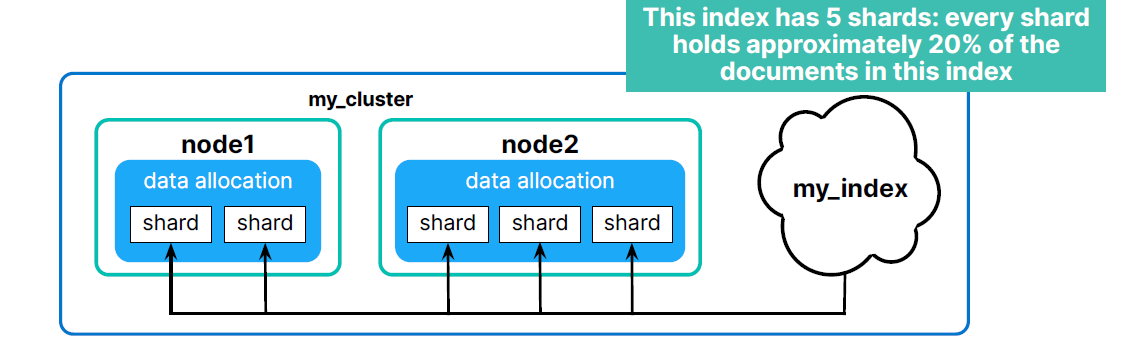 This index has 5 shards: every shard
holds approximately 20% of the
documents in this index
my_cluster
node1
data allocation
shard
shard
node2
data allocation
shard
shard
shard
my_index